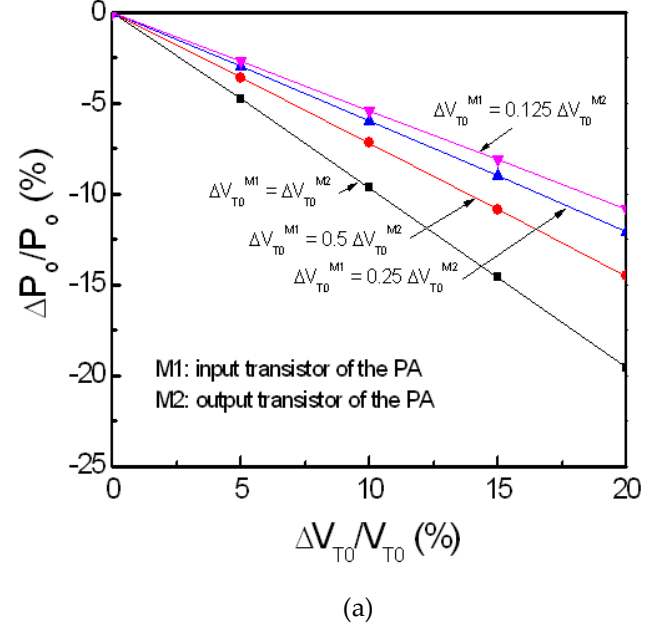 0
-5
-10
-15
-20
-25
ΔP_o/P_o (%)
ΔV_T0^M1 = 0.125 ΔV_T0^M2
ΔV_T0^M1 = ΔV_T0^M2
ΔV_T0^M1 = 0.5 ΔV_T0^M2
ΔV_T0^M1 = 0.25 ΔV_T0^M2
M1: input transistor of the PA
M2: output transistor of the PA
0 5 10 15 20
ΔV_T0/V_T0 (%)
(a)